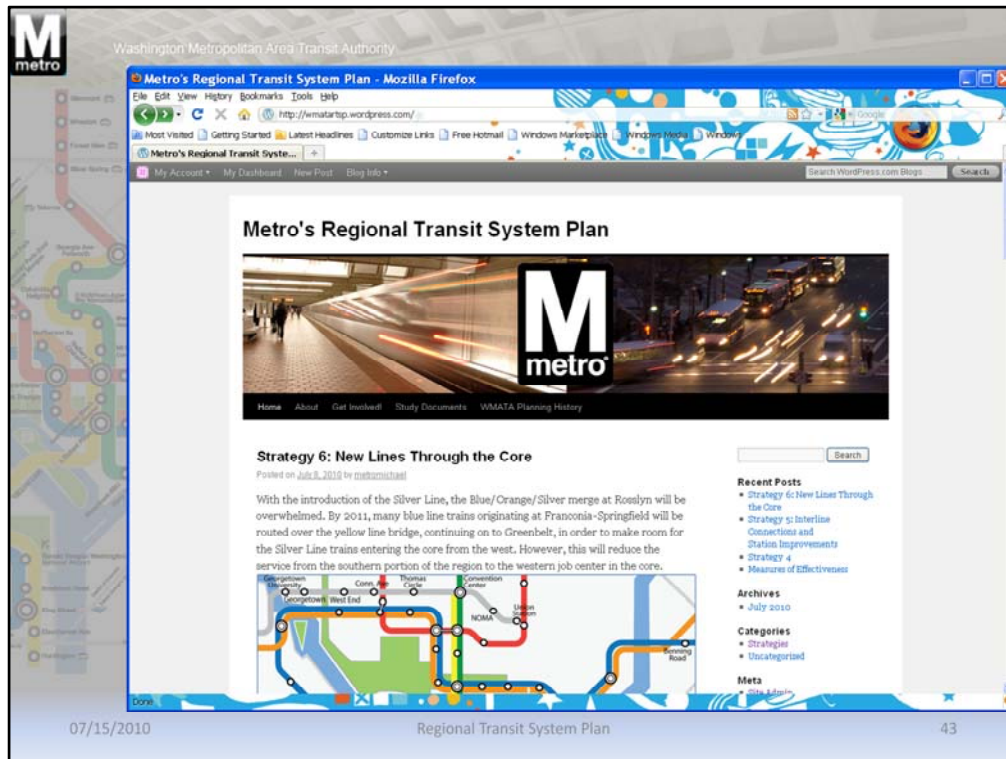 M
metro
Washington Metropolitan Area Transit Authority
Metro's Regional Transit System Plan - Mozilla Firefox
File Edit View History Bookmarks Tools Help
http://wmatartsp.wordpress.com/
Google
Most Visited Getting Started Latest Headlines Customize Links Free Hotmail Windows Marketplace Windows Media Windows
Metro's Regional Transit Syste...
My Account My Dashboard New Post Blog Info
Search WordPress.com Blogs Search
Metro's Regional Transit System Plan
M
metro
Home About Get Involved! Study Documents WMATA Planning History
Strategy 6: New Lines Through the Core
Posted on July 8, 2010 by metromichael
With the introduction of the Silver Line, the Blue/Orange/Silver merge at Rosslyn will be
overwhelmed. By 2011, many blue line trains originating at Franconia-Springfield will be
routed over the yellow line bridge, continuing on to Greenbelt, in order to make room for
the Silver Line trains entering the core from the west. However, this will reduce the
service from the southern portion of the region to the western job center in the core.
Georgetown
University
Georgetown
West End
Conn. Ave
Thomas
Circle
Convention
Center
NOMA
Union
Station
Benning
Road
Search
Recent Posts
Strategy 6: New Lines Through
the Core
Strategy 5: Interline
Connections and
Station Improvements
Strategy 4
Measures of Effectiveness
Archives
July 2010
Categories
Strategies
Uncategorized
Meta
Site Admin
Done
Wheaton
Forest Glen
Silver Spring
Takoma
Columbia
Heights
07/15/2010
Regional Transit System Plan
43